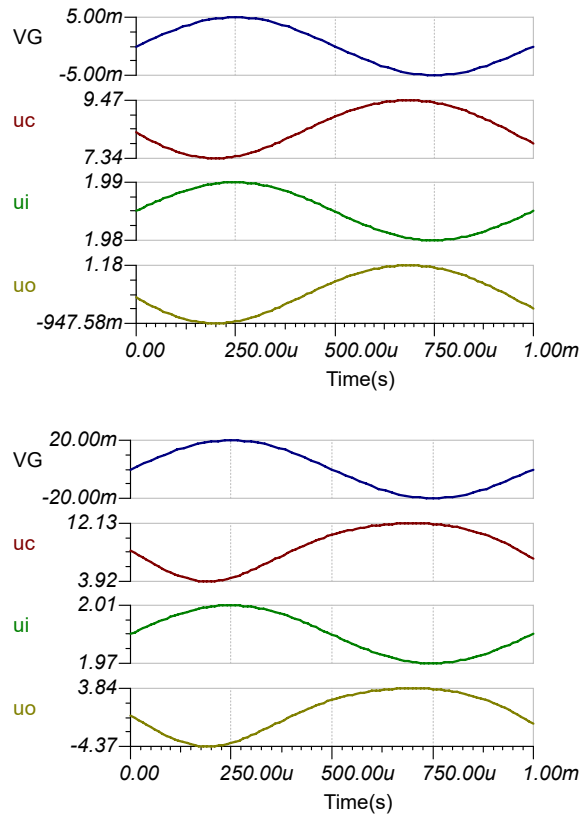 VG
5.00m
-5.00m
uc
9.47
7.34
ui
1.99
1.98
uo
1.18
-947.58m
0.00 250.00u 500.00u 750.00u 1.00m
Time(s)
VG
20.00m
-20.00m
uc
12.13
3.92
ui
2.01
1.97
uo
3.84
-4.37
0.00 250.00u 500.00u 750.00u 1.00m
Time(s)